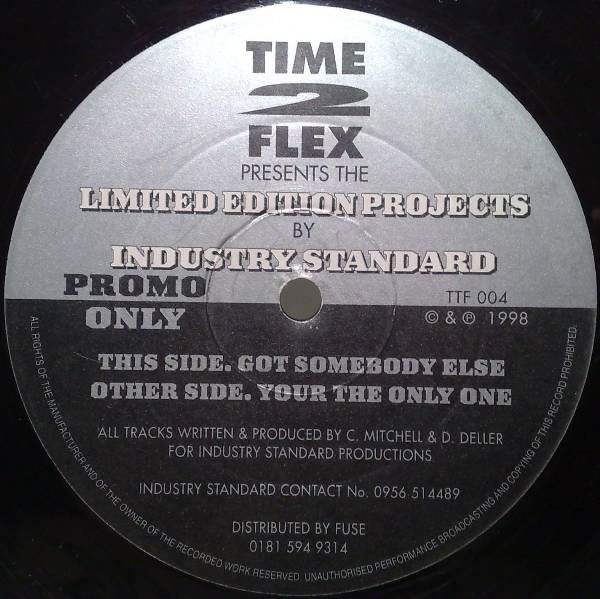 TIME
2
FLEX
PRESENTS THE
LIMITED EDITION PROJECTS
BY
INDUSTRY STANDARD
PROMO
ONLY
TTF 004
© & ℗ 1998
THIS SIDE. GOT SOMEBODY ELSE
OTHER SIDE. YOUR THE ONLY ONE
ALL TRACKS WRITTEN & PRODUCED BY C. MITCHELL & D. DELLER
FOR INDUSTRY STANDARD PRODUCTIONS
INDUSTRY STANDARD CONTACT No. 0956 514489
DISTRIBUTED BY FUSE
0181 594 9314
ALL RIGHTS OF THE MANUFACTURER AND OF THE OWNER OF THE RECORDED WORK RESERVED. UNAUTHORISED PERFORMANCE BROADCASTING AND COPYING OF THIS RECORD PROHIBITED.